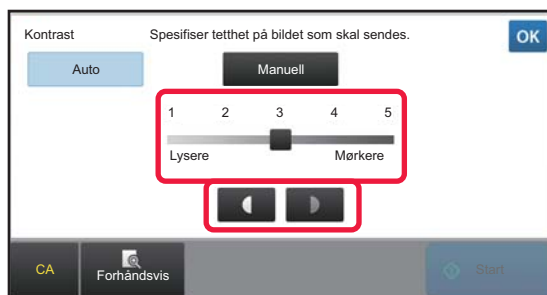 Kontrast
Spesifiser tetthet på bildet som skal sendes.
OK
Auto
Manuell
1 2 3 4 5
Lysere
Mørkere
CA
Forhåndsvis
Start